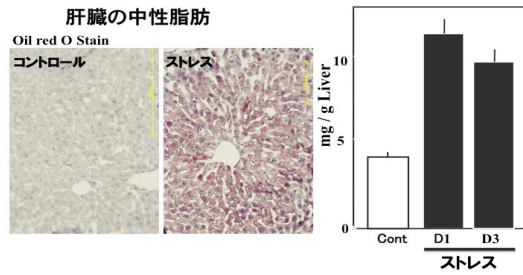 肝臓の中性脂肪
Oil red O Stain
コントロール
ストレス
mg / g Liver
10
5
0
Cont
D1
D3
ストレス